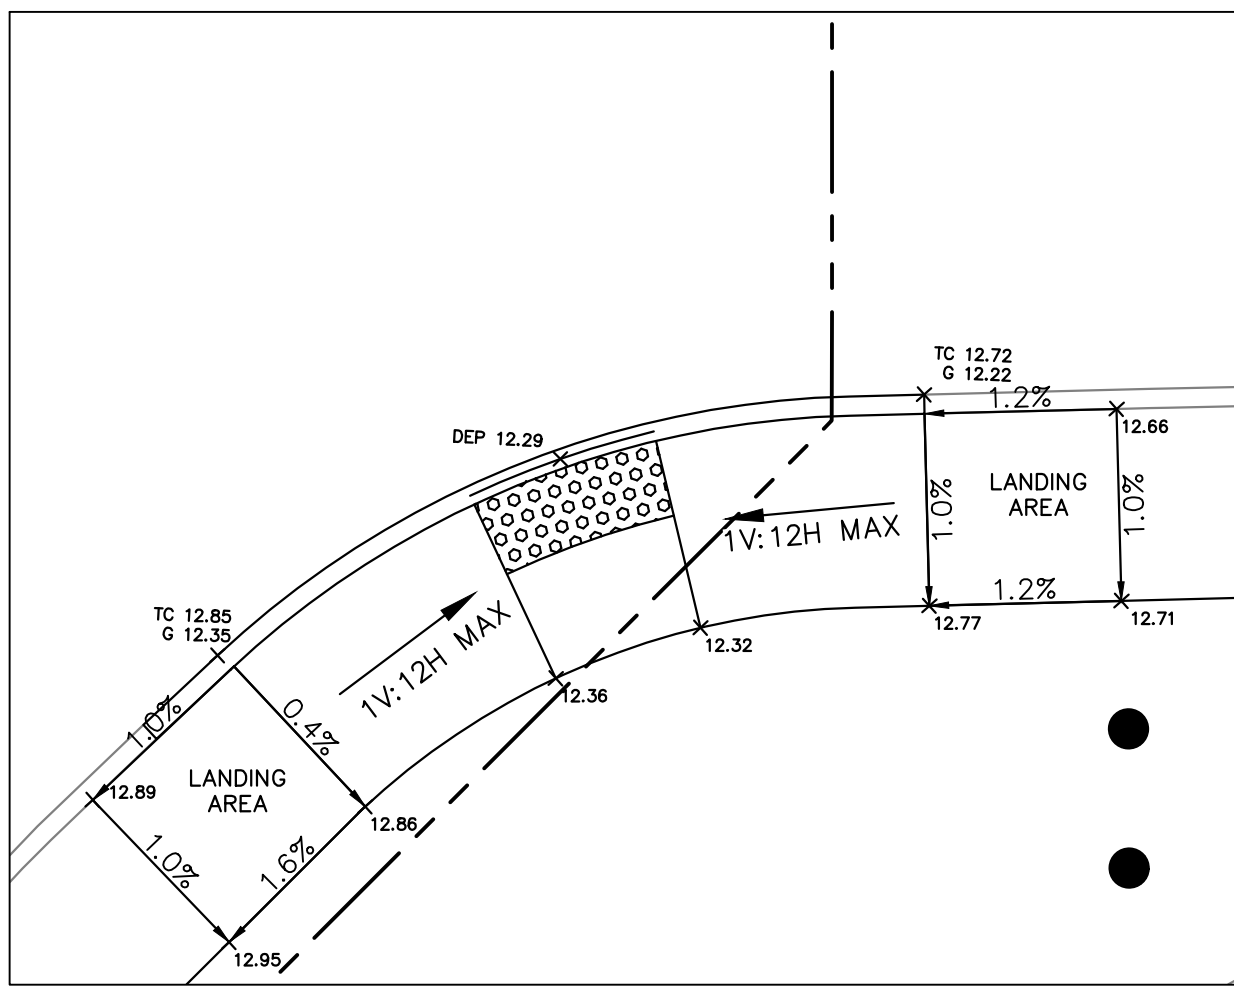 TC 12.72
G 12.22
1.2%
12.66
DEP 12.29
LANDING
AREA
1.0%
1.0%
1V:12H MAX
1.2%
12.77
12.71
12.32
TC 12.85
G 12.35
1V:12H MAX
12.36
1.0%
0.4%
LANDING
AREA
12.89
12.86
1.0%
1.6%
12.95